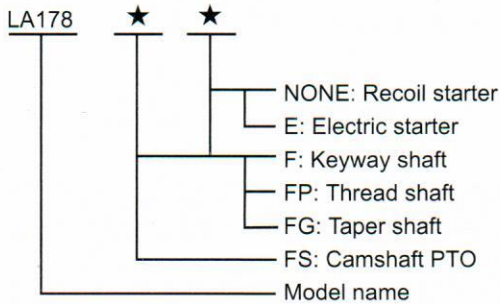 LA178 ★ ★
NONE: Recoil starter
E: Electric starter
F: Keyway shaft
FP: Thread shaft
FG: Taper shaft
FS: Camshaft PTO
Model name